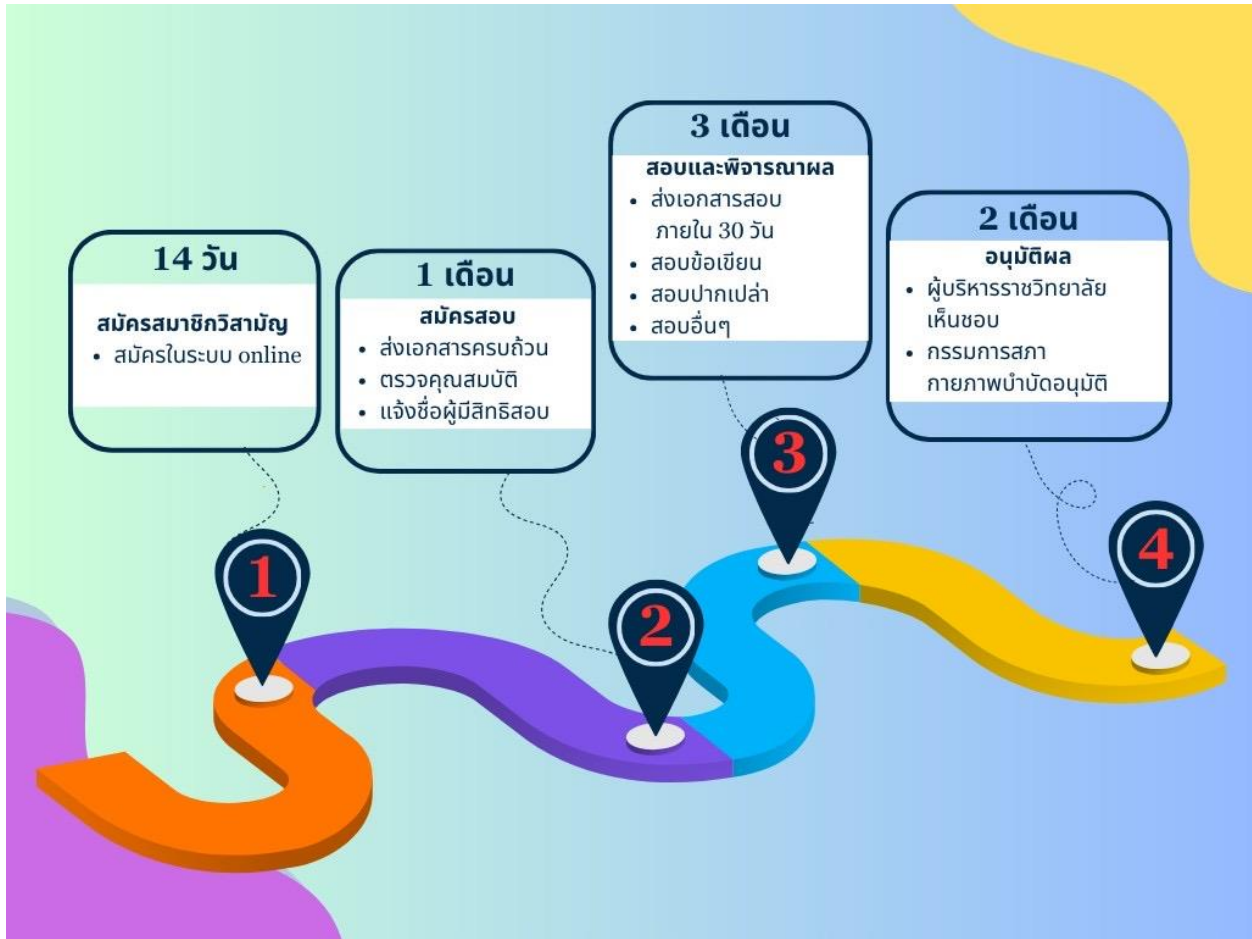 14 วัน
สมัครสมาชิกวิสามัญ
• สมัครในระบบ online
1 เดือน
สมัครสอบ
• ส่งเอกสารครบถ้วน
• ตรวจคุณสมบัติ
• แจ้งชื่อผู้มีสิทธิสอบ
3 เดือน
สอบและพิจารณาผล
• ส่งเอกสารสอบ
ภายใน 30 วัน
• สอบข้อเขียน
• สอบปากเปล่า
• สอบอื่นๆ
2 เดือน
อนุมัติผล
• ผู้บริหารราชวิทยาลัย
เห็นชอบ
• กรรมการสภา
กายภาพบำบัดอนุมัติ
1
2
3
4